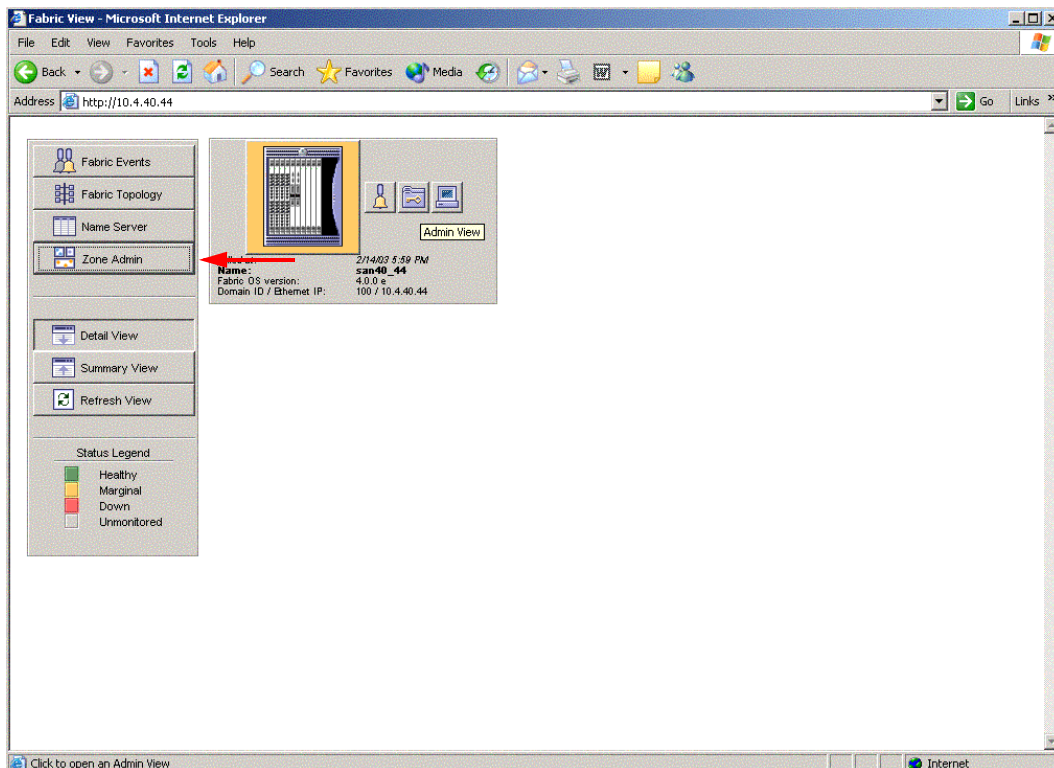 Fabric View - Microsoft Internet Explorer
File Edit View Favorites Tools Help
Back Search Favorites Media
Address http://10.4.40.44 Go Links »
Fabric Events
Fabric Topology
Name Server
Zone Admin
Detail View
Summary View
Refresh View
Status Legend
Healthy
Marginal
Down
Unmonitored
Admin View
2/14/03 5:59 PM
Name: san40_44
Fabric OS version: 4.0.0 e
Domain ID / Ethernet IP: 100 / 10.4.40.44
Click to open an Admin View
Internet